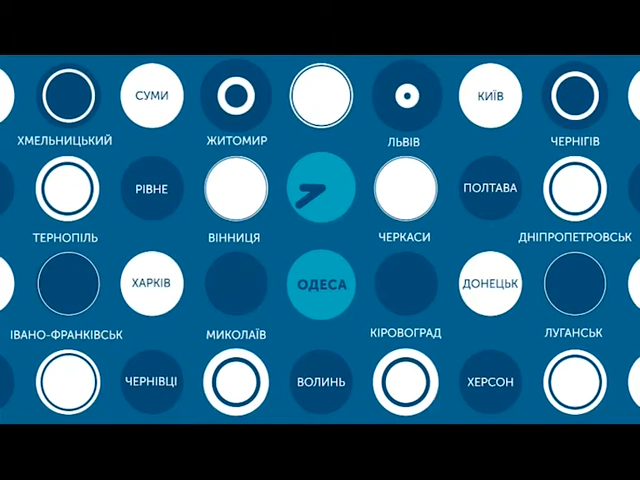 СУМИ
КИЇВ
ХМЕЛЬНИЦЬКИЙ
ЖИТОМИР
ЛЬВІВ
ЧЕРНІГІВ
РІВНЕ
ПОЛТАВА
ТЕРНОПІЛЬ
ВІННИЦЯ
ЧЕРКАСИ
ДНІПРОПЕТРОВСЬК
ХАРКІВ
ОДЕСА
ДОНЕЦЬК
ІВАНО-ФРАНКІВСЬК
МИКОЛАЇВ
КІРОВОГРАД
ЛУГАНСЬК
ЧЕРНІВЦІ
ВОЛИНЬ
ХЕРСОН